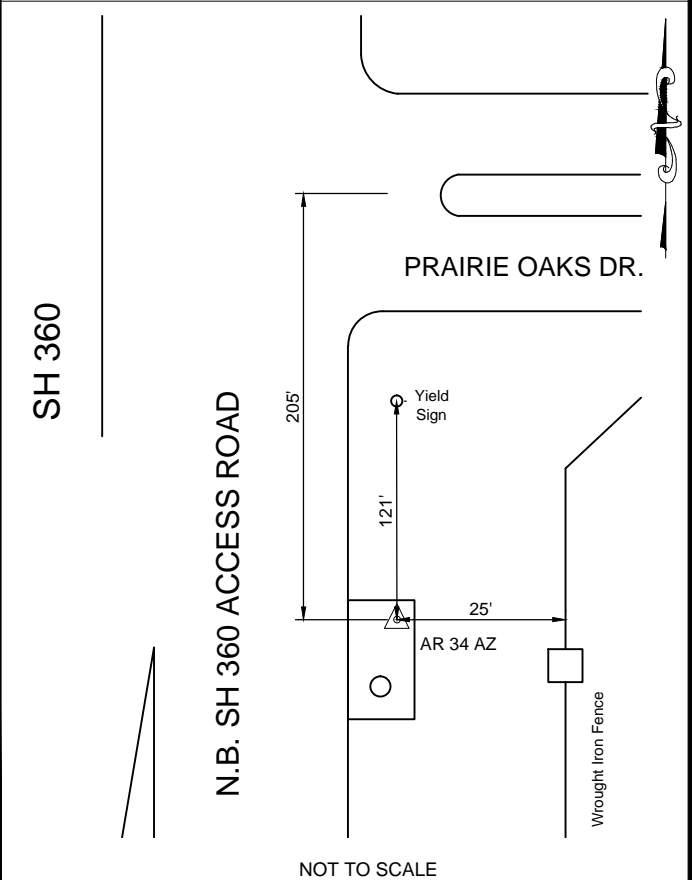 PRAIRIE OAKS DR.
SH 360
N.B. SH 360 ACCESS ROAD
205'
Yield
Sign
121'
25'
AR 34 AZ
Wrought Iron Fence
NOT TO SCALE